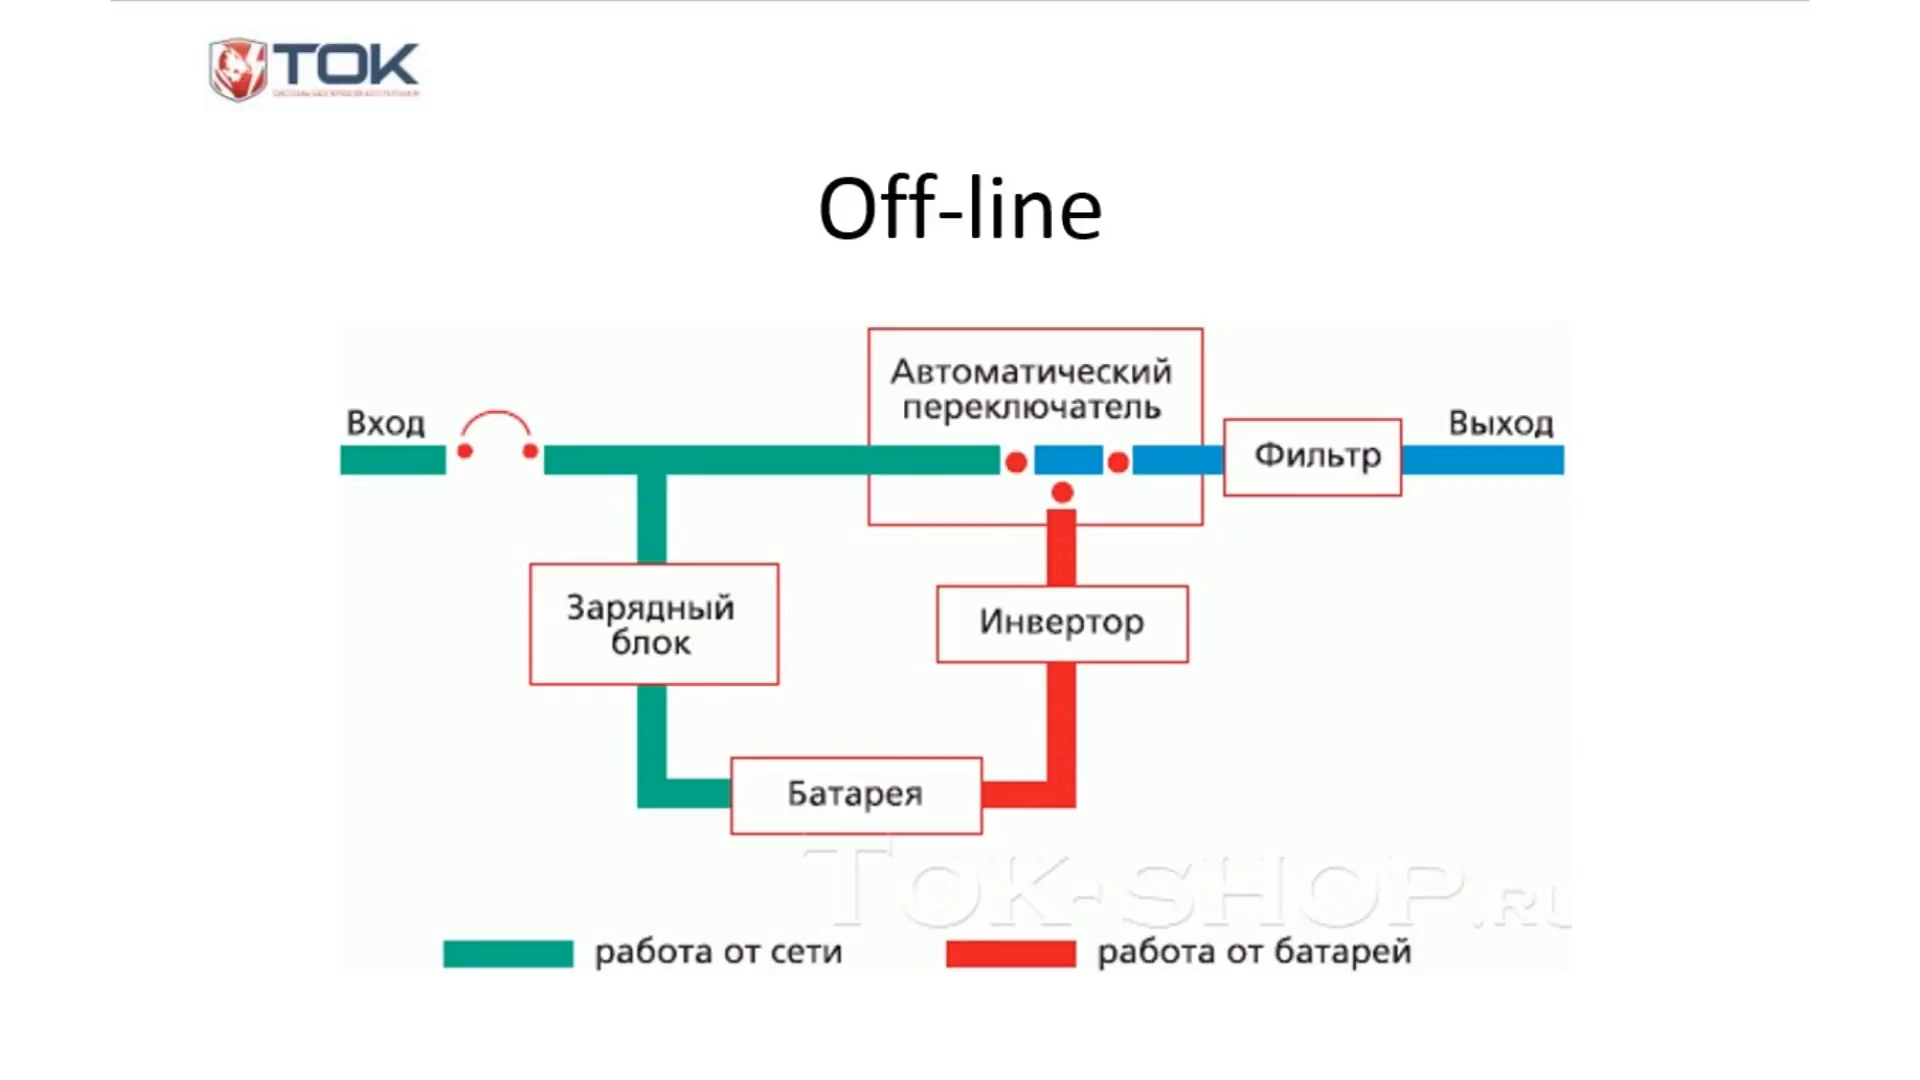 ТОК
Off-line
Автоматический
переключатель
Вход
Фильтр
Выход
Зарядный
блок
Инвертор
Батарея
Tok-shop.ru
работа от сети
работа от батарей